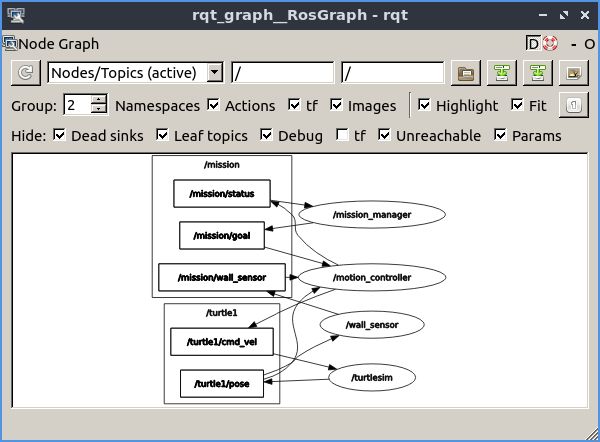 rqt_graph__RosGraph - rqt
Node Graph
D - O
Nodes/Topics (active) / /
Group: 2 Namespaces Actions tf Images Highlight Fit
Hide: Dead sinks Leaf topics Debug tf Unreachable Params
/mission
/mission/status
/mission_manager
/mission/goal
/mission/wall_sensor
/motion_controller
/turtle1
/wall_sensor
/turtle1/cmd_vel
/turtlesim
/turtle1/pose